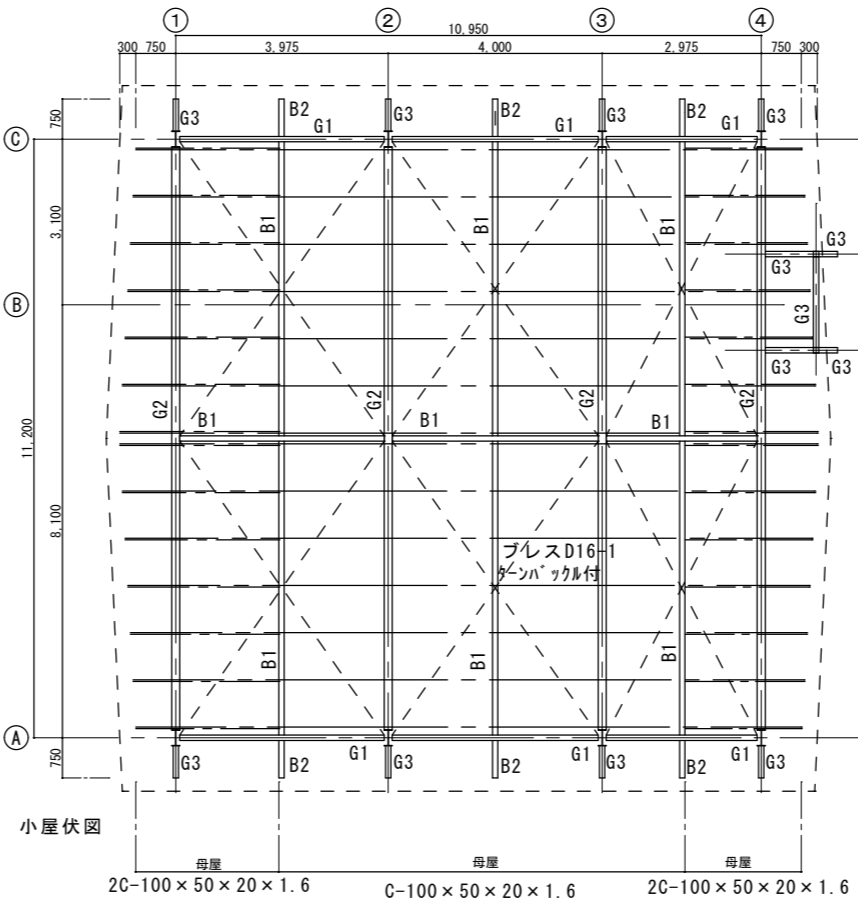 ① ② ③ ④
10,950
300 750 3,975 4,000 2,975 750 300
750
G3 B2 G3 B2 G3 B2 G3
G1 G1 G1
Ⓒ
3,100
B1 B1 B1
G3
G3
G3
Ⓑ
G3 G3
G2 G2 G2
B1 B1 B1
11,200
8,100
ブレスD16-1
ターンバックル付
B1 B1 B1
Ⓐ
G1 G1 G1
750
G3 B2 G3 B2 G3 B2 G3
小屋伏図
母屋 母屋 母屋
2C-100×50×20×1.6 C-100×50×20×1.6 2C-100×50×20×1.6